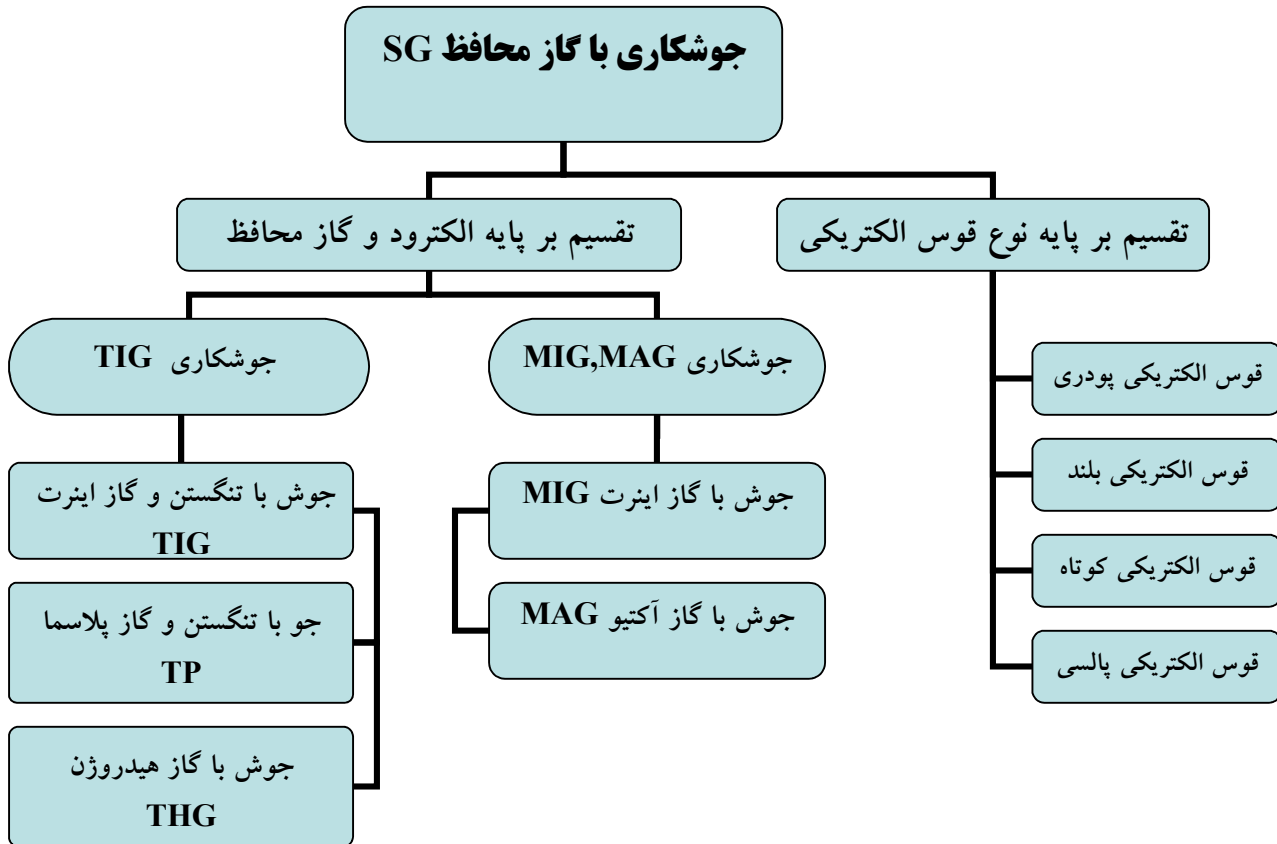 جوشکاری با گاز محافظ SG
تقسیم بر پایه نوع قوس الکتریکی
قوس الکتریکی پودری
قوس الکتریکی بلند
قوس الکتریکی کوتاه
قوس الکتریکی پالسی
تقسیم بر پایه الکترود و گاز محافظ
جوشکاری MIG,MAG
جوش با گاز اینرت MIG
جوش با گاز آکتیو MAG
جوشکاری TIG
جوش با تنگستن و گاز اینرت
TIG
جو با تنگستن و گاز پلاسما
TP
جوش با گاز هیدروژن
THG